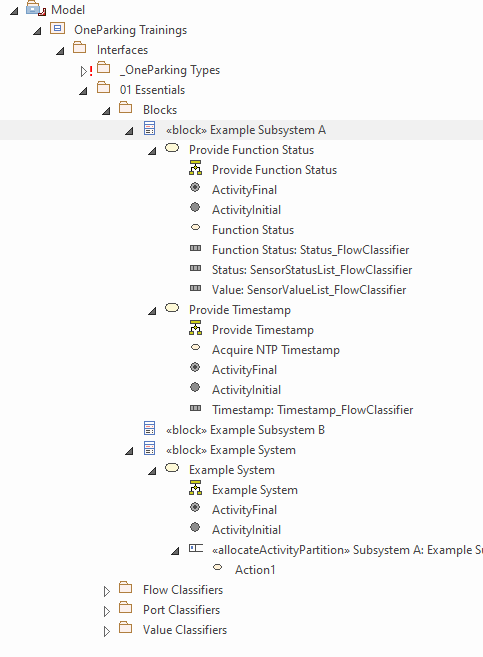 Model
OneParking Trainings
Interfaces
! _OneParking Types
01 Essentials
Blocks
«block» Example Subsystem A
Provide Function Status
Provide Function Status
ActivityFinal
ActivityInitial
Function Status
Function Status: Status_FlowClassifier
Status: SensorStatusList_FlowClassifier
Value: SensorValueList_FlowClassifier
Provide Timestamp
Provide Timestamp
Acquire NTP Timestamp
ActivityFinal
ActivityInitial
Timestamp: Timestamp_FlowClassifier
«block» Example Subsystem B
«block» Example System
Example System
Example System
ActivityFinal
ActivityInitial
«allocateActivityPartition» Subsystem A: Example S
Action1
Flow Classifiers
Port Classifiers
Value Classifiers